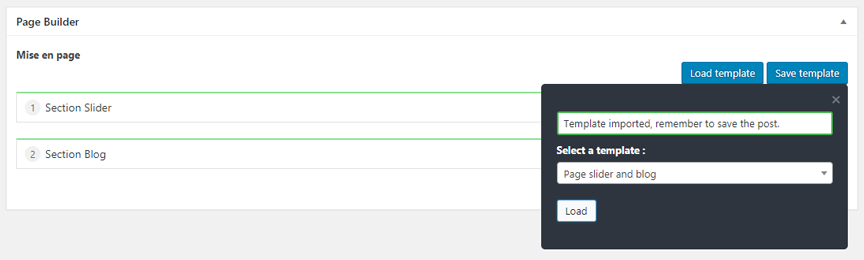 Page Builder
Mise en page
Load template
Save template
1 Section Slider
2 Section Blog
Template imported, remember to save the post.
Select a template :
Page slider and blog
Load